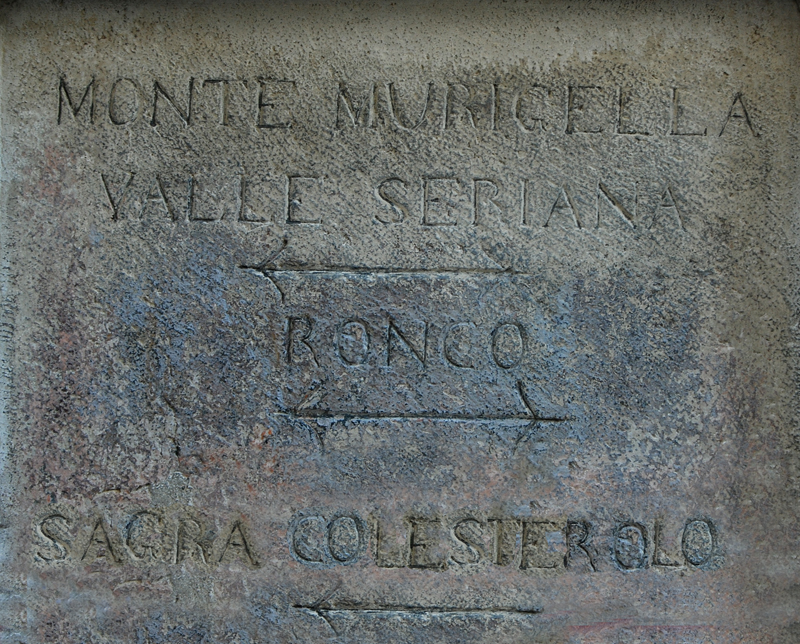 MONTE MURIGELLA
VALLE SERIANA
RONCO
SAGRA COLESTEROLO